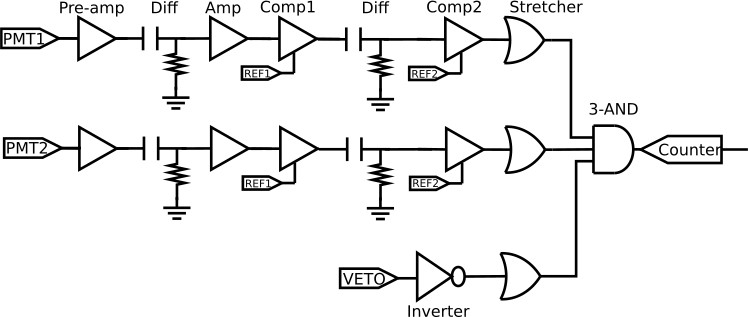 Pre-amp Diff Amp Comp1 Diff Comp2 Stretcher
PMT1
REF1 REF2
3-AND
PMT2 Counter
REF1 REF2
VETO
Inverter